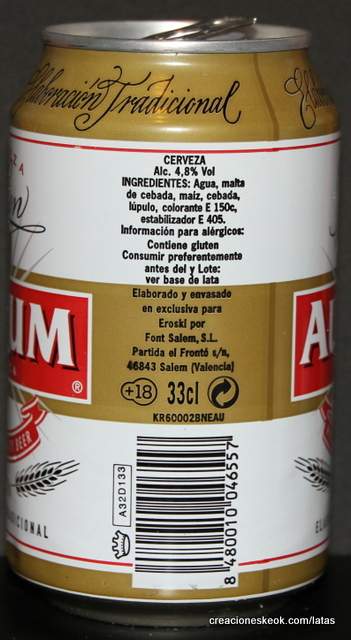 Elaboración Tradicional
CERVEZA
Alc. 4,8% Vol
INGREDIENTES: Agua, malta
de cebada, maíz, cebada,
lúpulo, colorante E 150c,
estabilizador E 405.
Información para alérgicos:
Contiene gluten
Consumir preferentemente
antes del y Lote:
ver base de lata
Elaborado y envasado
en exclusiva para
Eroski por
Font Salem, S.L.
Partida el Frontó s/n,
46843 Salem (Valencia)
+18 33cl
KR60002BNEAU
A32D133
8 480010 046557
UM
®
BEER
DICIONAL
A
creacioneskeok.com/latas